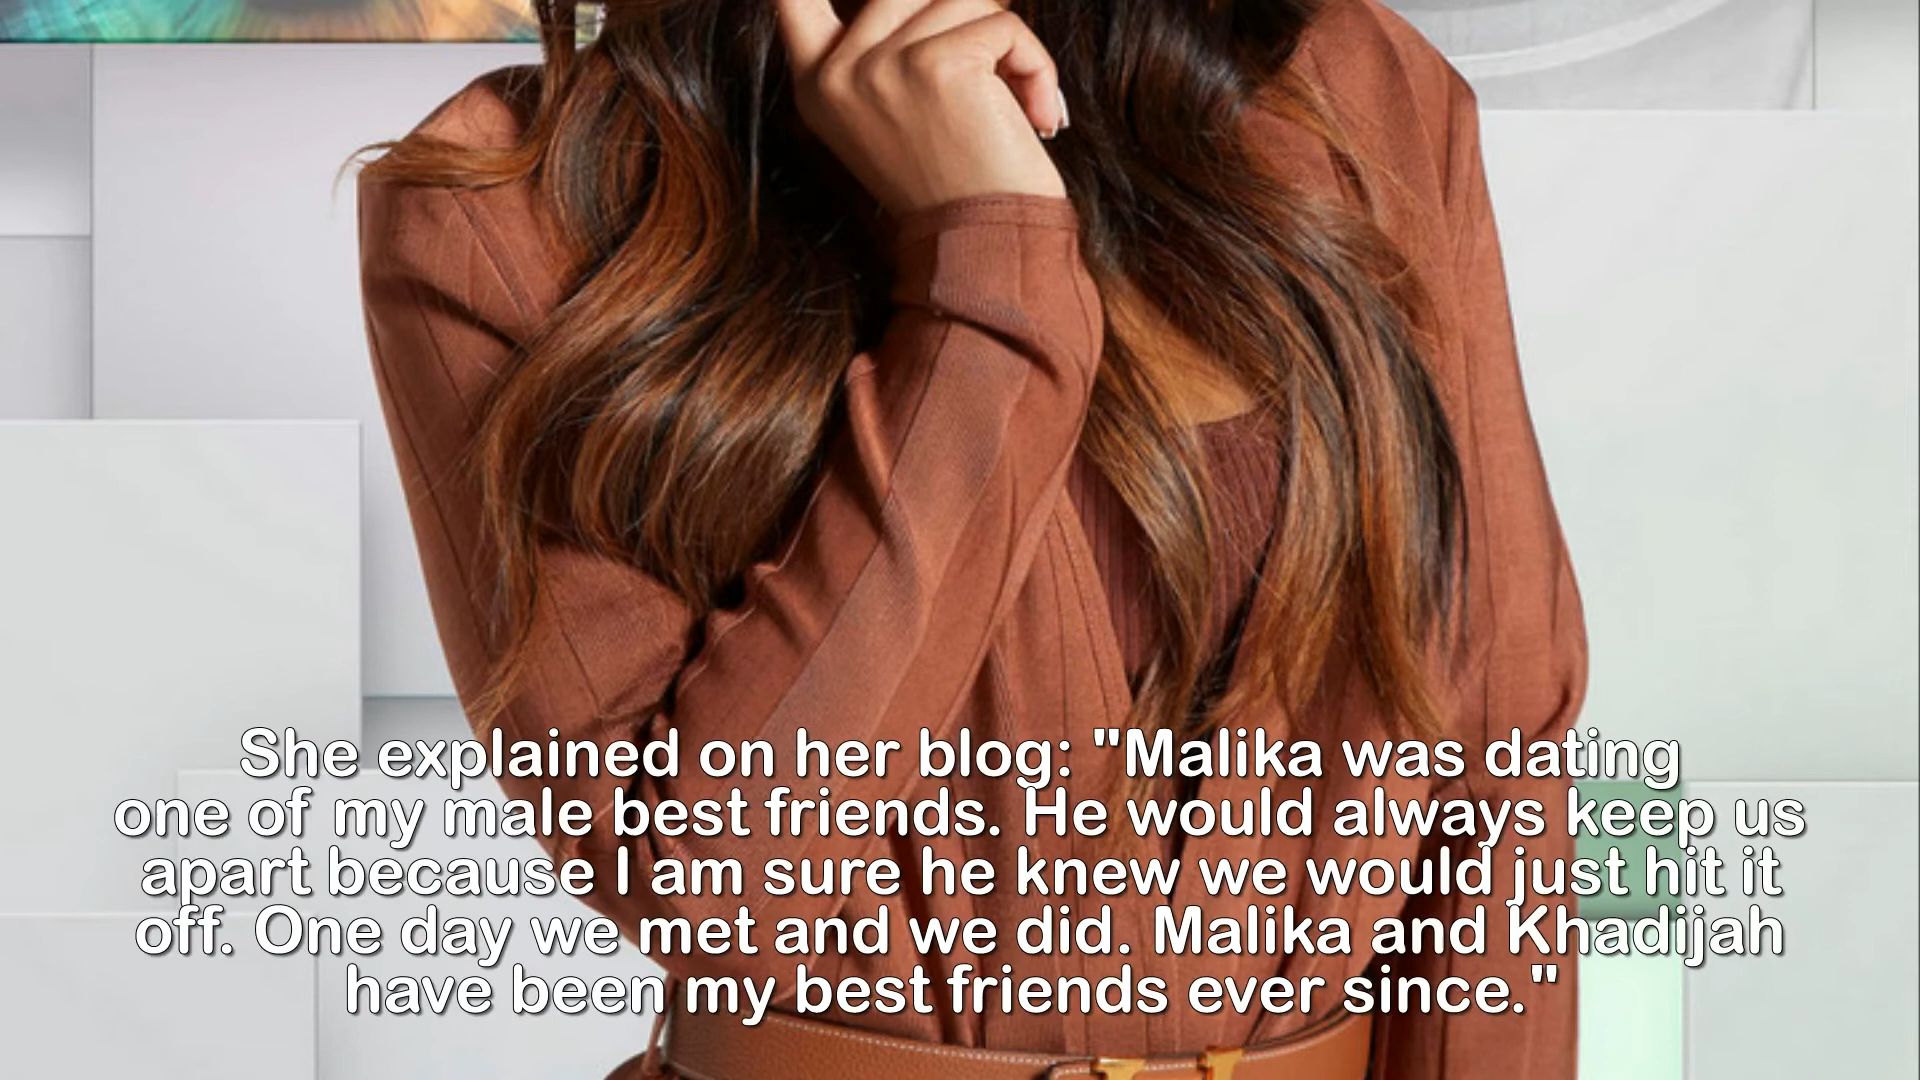 She explained on her blog: "Malika was dating
one of my male best friends. He would always keep us
apart because I am sure he knew we would just hit it
off. One day we met and we did. Malika and Khadijah
have been my best friends ever since."